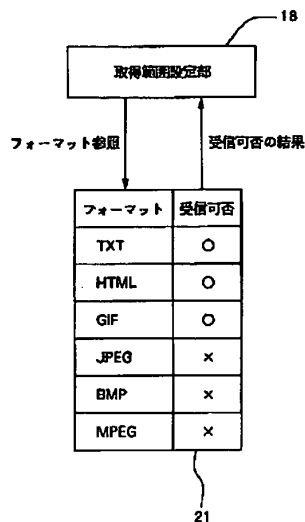 18
取得範囲設定部
フォーマット参照
受信可否の結果
フォーマット 受信可否
TXT ○
HTML ○
GIF ○
JPEG ×
BMP ×
MPEG ×
21